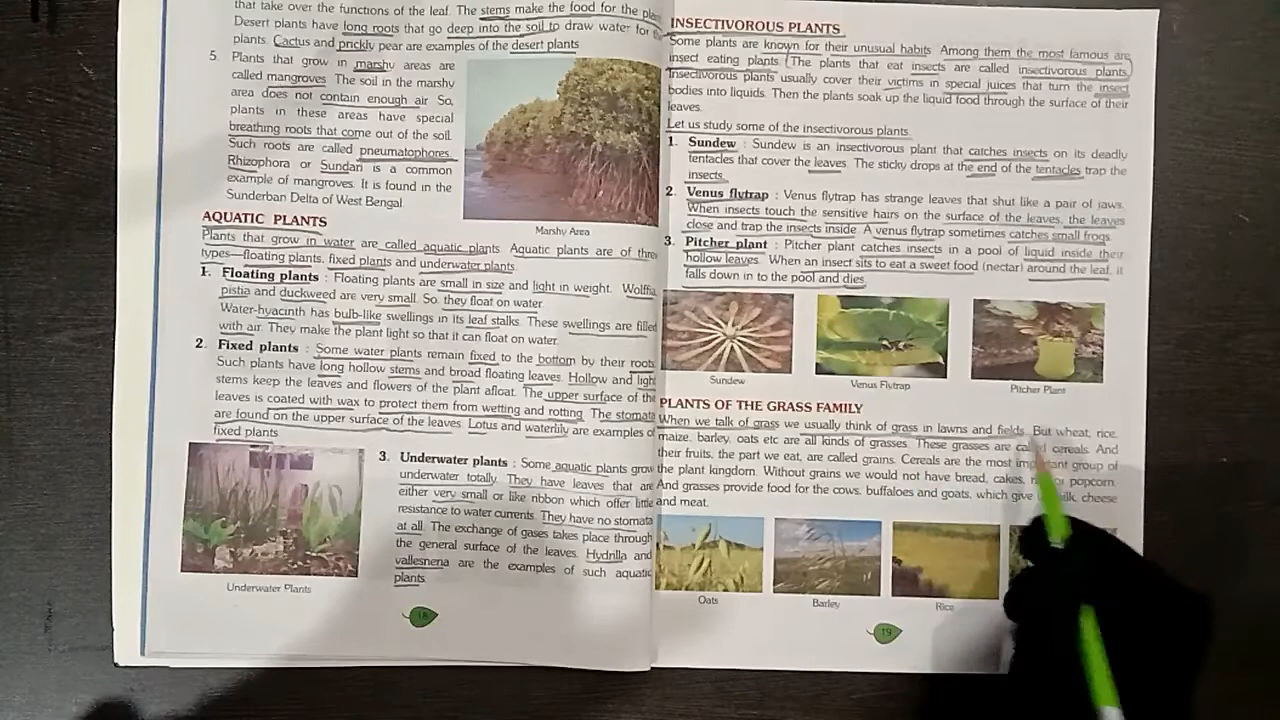 that take over the functions of the leaf. The stems make the food for the
Desert plants have long roots that go deep into the soil to draw water for
plants. Cactus and prickly pear are examples of the desert plants
5. Plants that grow in marshy areas are
called mangroves. The soil in the marshy
area does not contain enough air. So,
plants in these areas have special
breathing roots that come out of the soil.
Such roots are called pneumatophores.
Rhizophora or Sundari is a common
example of mangroves. It is found in the
Sunderban Delta of West Bengal.
Marshy Area
AQUATIC PLANTS
Plants that grow in water are called aquatic plants. Aquatic plants are of three
types—floating plants, fixed plants and underwater plants.
1. Floating plants : Floating plants are small in size and light in weight. Wolffia,
pistia and duckweed are very small. So, they float on water.
Water-hyacinth has bulb-like swellings in its leaf stalks. These swellings are filled
with air. They make the plant light so that it can float on water.
2. Fixed plants : Some water plants remain fixed to the bottom by their roots.
Such plants have long hollow stems and broad floating leaves. Hollow and light
stems keep the leaves and flowers of the plant afloat. The upper surface of the
leaves is coated with wax to protect them from wetting and rotting. The stomata
are found on the upper surface of the leaves. Lotus and waterlily are examples of
fixed plants
3. Underwater plants : Some aquatic plants grow
underwater totally. They have leaves that are
either very small or like ribbon which offer little
resistance to water currents. They have no stomata
at all. The exchange of gases takes place through
the general surface of the leaves. Hydrilla and
vallesneria are the examples of such aquatic
plants.
Underwater Plants
18
INSECTIVOROUS PLANTS
Some plants are known for their unusual habits. Among them the most famous are
insect eating plants. (The plants that eat insects are called insectivorous plants.)
Insectivorous plants usually cover their victims in special juices that turn the insect
bodies into liquids. Then the plants soak up the liquid food through the surface of their
leaves.
Let us study some of the insectivorous plants.
1. Sundew : Sundew is an insectivorous plant that catches insects on its deadly
tentacles that cover the leaves. The sticky drops at the end of the tentacles trap the
insects.
2. Venus flytrap : Venus flytrap has strange leaves that shut like a pair of jaws.
When insects touch the sensitive hairs on the surface of the leaves, the leaves
close and trap the insects inside. A venus flytrap sometimes catches small frogs.
3. Pitcher plant : Pitcher plant catches insects in a pool of liquid inside their
hollow leaves. When an insect sits to eat a sweet food (nectar) around the leaf, it
falls down in to the pool and dies.
Sundew
Venus Flytrap
Pitcher Plant
PLANTS OF THE GRASS FAMILY
When we talk of grass we usually think of grass in lawns and fields. But wheat, rice,
maize, barley, oats etc are all kinds of grasses. These grasses are called cereals. And
their fruits, the part we eat, are called grains. Cereals are the most important group of
the plant kingdom. Without grains we would not have bread, cakes, or popcorn.
And grasses provide food for the cows, buffaloes and goats, which give milk, cheese
and meat.
Oats
Barley
Rice
19